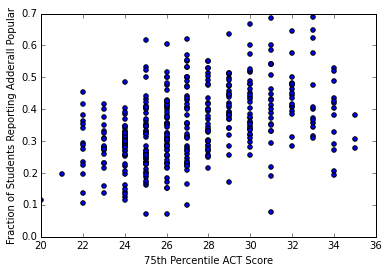 0.7
0.6
0.5
0.4
0.3
0.2
0.1
0.0
Fraction of Students Reporting Adderall Popular
20 22 24 26 28 30 32 34 36
75th Percentile ACT Score